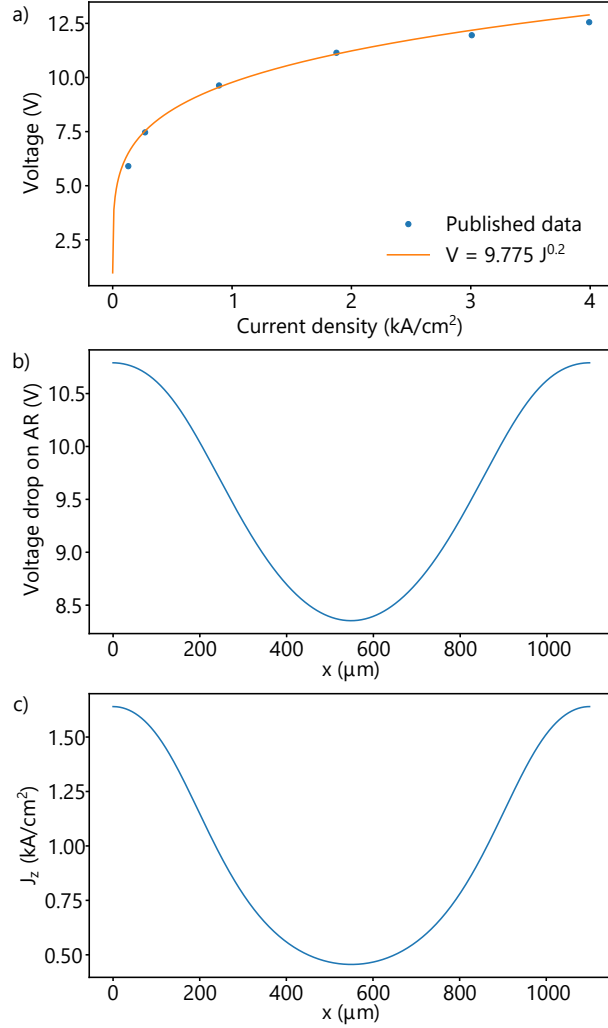 a)
12.5
10.0
7.5
5.0
2.5
Voltage (V)
Published data
V = 9.775 J^0.2
0 1 2 3 4
Current density (kA/cm²)
b)
10.5
10.0
9.5
9.0
8.5
Voltage drop on AR (V)
0 200 400 600 800 1000
x (μm)
c)
1.50
1.25
1.00
0.75
0.50
J_z (kA/cm²)
0 200 400 600 800 1000
x (μm)